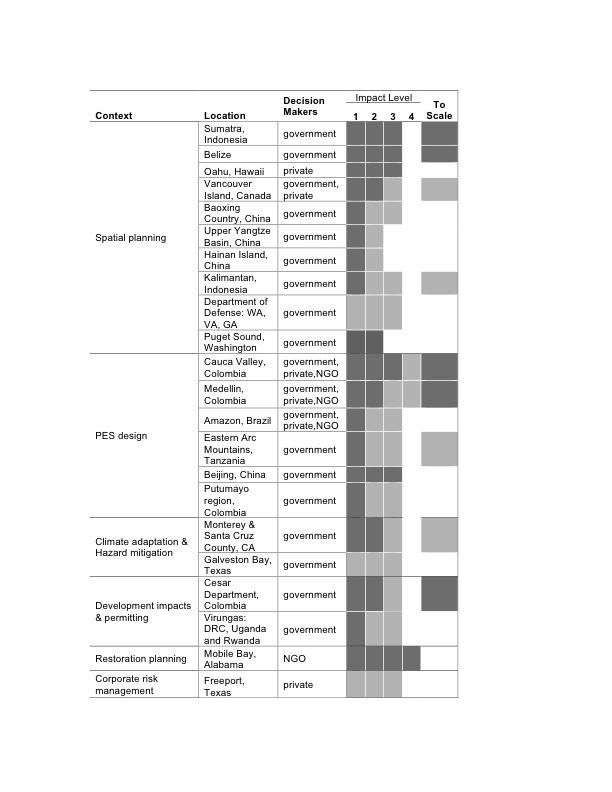 Impact Level
Decision
Makers
To
Scale
Context
Location
1 2 3 4
Sumatra,
Indonesia
government
Belize
government
Oahu, Hawaii
private
Vancouver
Island, Canada
government,
private
Baoxing
Country, China
government
Upper Yangtze
Basin, China
government
Spatial planning
Hainan Island,
China
government
Kalimantan,
Indonesia
government
Department of
Defense: WA,
VA, GA
government
Puget Sound,
Washington
government
Cauca Valley,
Colombia
government,
private,NGO
Medellin,
Colombia
government,
private,NGO
Amazon, Brazil
government,
private,NGO
PES design
Eastern Arc
Mountains,
Tanzania
government
Beijing, China
government
Putumayo
region,
Colombia
government
Climate adaptation &
Hazard mitigation
Monterey &
Santa Cruz
County, CA
government
Galveston Bay,
Texas
government
Development impacts
& permitting
Cesar
Department,
Colombia
government
Virungas:
DRC, Uganda
and Rwanda
government
Restoration planning
Mobile Bay,
Alabama
NGO
Corporate risk
management
Freeport,
Texas
private